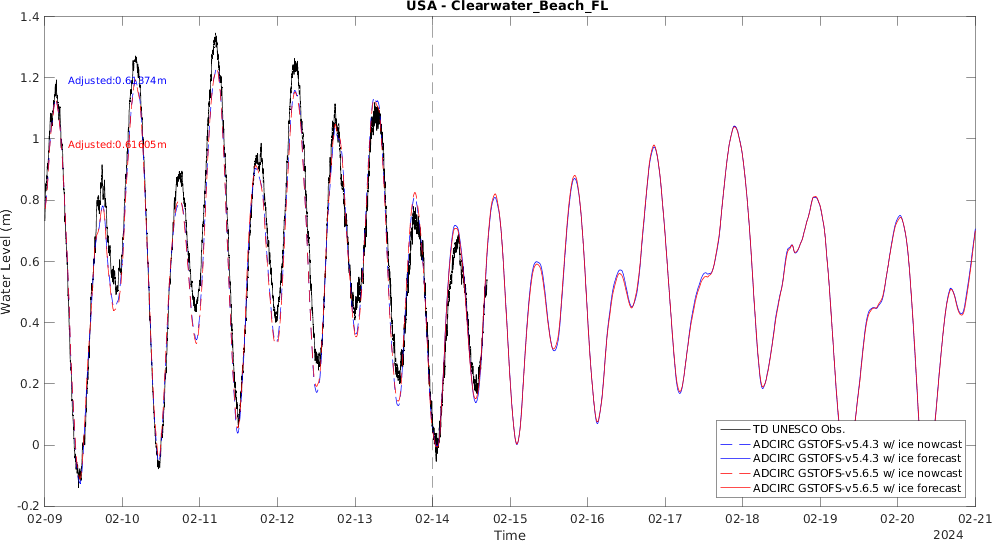 USA - Clearwater_Beach_FL
1.4
1.2
1
0.8
0.6
0.4
0.2
0
-0.2
Water Level (m)
Adjusted:0.61374m
Adjusted:0.61605m
TD UNESCO Obs.
ADCIRC GSTOFS-v5.4.3 w/ ice nowcast
ADCIRC GSTOFS-v5.4.3 w/ ice forecast
ADCIRC GSTOFS-v5.6.5 w/ ice nowcast
ADCIRC GSTOFS-v5.6.5 w/ ice forecast
02-09 02-10 02-11 02-12 02-13 02-14 02-15 02-16 02-17 02-18 02-19 02-20 02-21
Time
2024